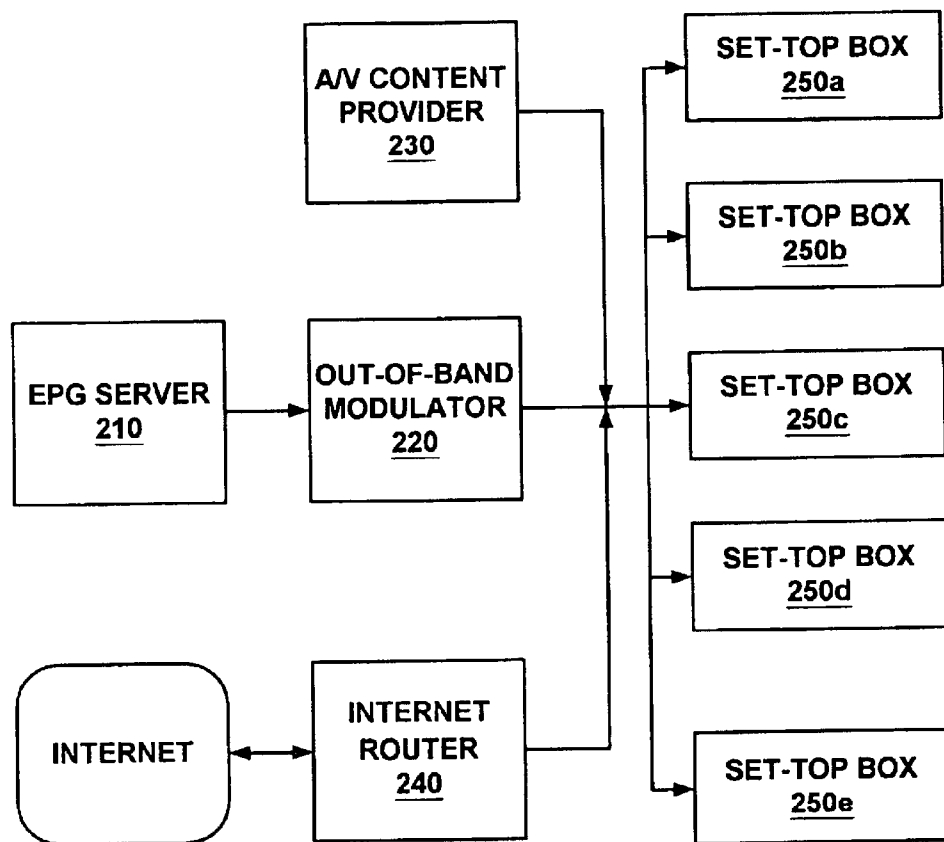 A/V CONTENT
PROVIDER
230
SET-TOP BOX
250a
SET-TOP BOX
250b
EPG SERVER
210
OUT-OF-BAND
MODULATOR
220
SET-TOP BOX
250c
SET-TOP BOX
250d
INTERNET
INTERNET
ROUTER
240
SET-TOP BOX
250e